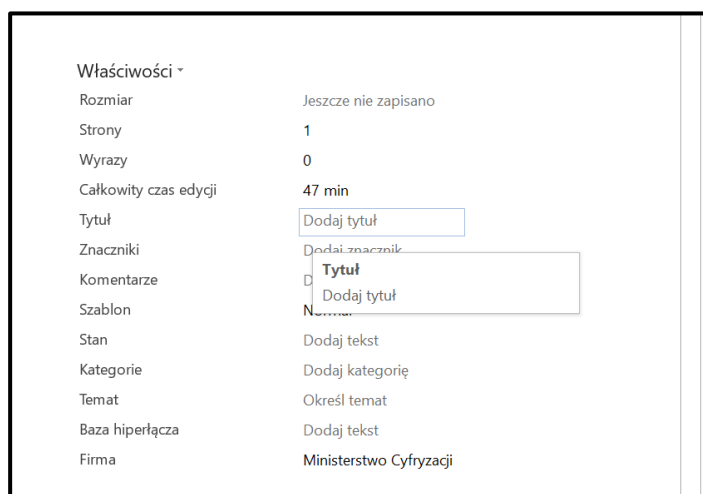 Właściwości
Rozmiar Jeszcze nie zapisano
Strony 1
Wyrazy 0
Całkowity czas edycji 47 min
Tytuł Dodaj tytuł
Znaczniki Dodaj znacznik
Tytuł
Komentarze
Dodaj tytuł
Szablon
Stan Dodaj tekst
Kategorie Dodaj kategorię
Temat Określ temat
Baza hiperłącza Dodaj tekst
Firma Ministerstwo Cyfryzacji